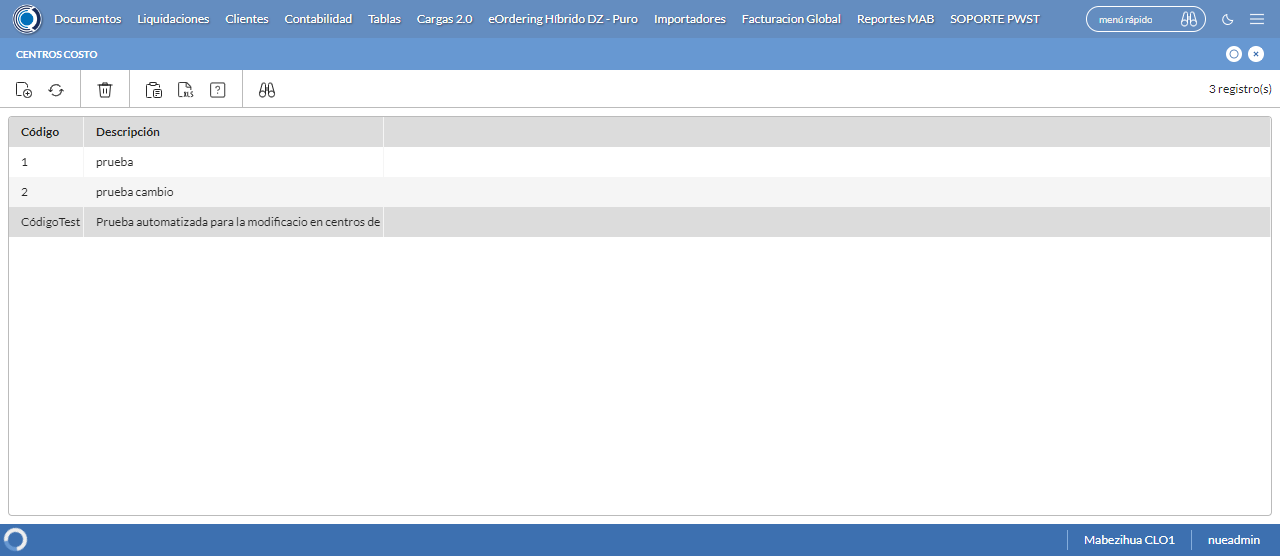 Documentos Liquidaciones Clientes Contabilidad Tablas Cargas 2.0 eOrdering Híbrido DZ - Puro Importadores Facturacion Global Reportes MAB SOPORTE PWST menú rápido
CENTROS COSTO
XLS ? 3 registro(s)
Código Descripción
1 prueba
2 prueba cambio
CódigoTest Prueba automatizada para la modificacio en centros de
Mabezihua CLO1 nueadmin